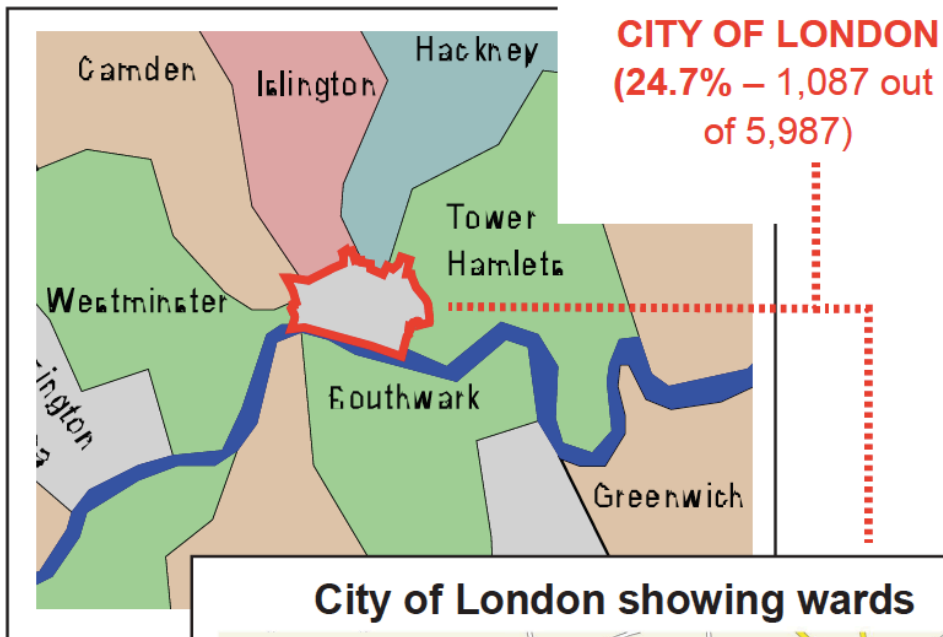 CITY OF LONDON
(24.7% – 1,087 out
of 5,987)
Hackney
Camden
Islington
Tower
Hamlets
Westminster
Southwark
Greenwich
City of London showing wards